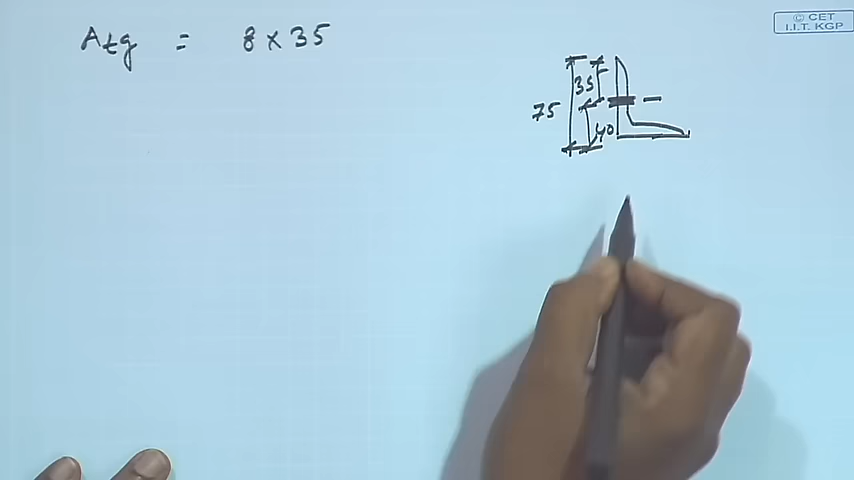 Atg = 8 x 35
© CET
I.I.T. KGP
35
75
40